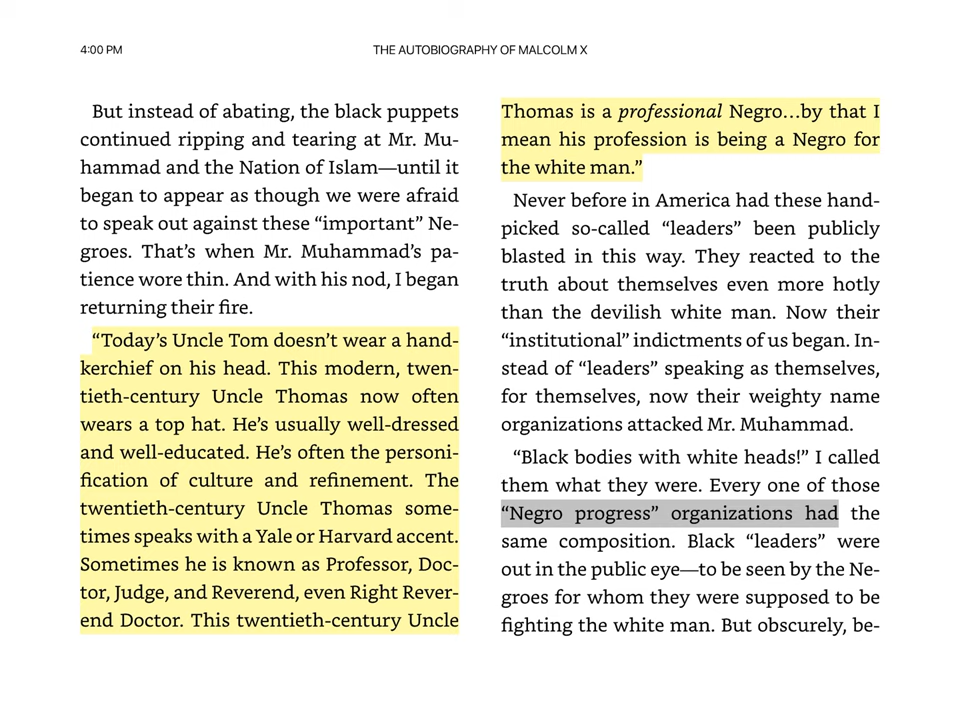 4:00 PM
THE AUTOBIOGRAPHY OF MALCOLM X
But instead of abating, the black puppets
continued ripping and tearing at Mr. Mu-
hammad and the Nation of Islam—until it
began to appear as though we were afraid
to speak out against these “important” Ne-
groes. That’s when Mr. Muhammad’s pa-
tience wore thin. And with his nod, I began
returning their fire.
“Today’s Uncle Tom doesn’t wear a hand-
kerchief on his head. This modern, twen-
tieth-century Uncle Thomas now often
wears a top hat. He’s usually well-dressed
and well-educated. He’s often the personi-
fication of culture and refinement. The
twentieth-century Uncle Thomas some-
times speaks with a Yale or Harvard accent.
Sometimes he is known as Professor, Doc-
tor, Judge, and Reverend, even Right Rever-
end Doctor. This twentieth-century Uncle
Thomas is a professional Negro…by that I
mean his profession is being a Negro for
the white man.”
Never before in America had these hand-
picked so-called “leaders” been publicly
blasted in this way. They reacted to the
truth about themselves even more hotly
than the devilish white man. Now their
“institutional” indictments of us began. In-
stead of “leaders” speaking as themselves,
for themselves, now their weighty name
organizations attacked Mr. Muhammad.
“Black bodies with white heads!” I called
them what they were. Every one of those
“Negro progress” organizations had the
same composition. Black “leaders” were
out in the public eye—to be seen by the Ne-
groes for whom they were supposed to be
fighting the white man. But obscurely, be-